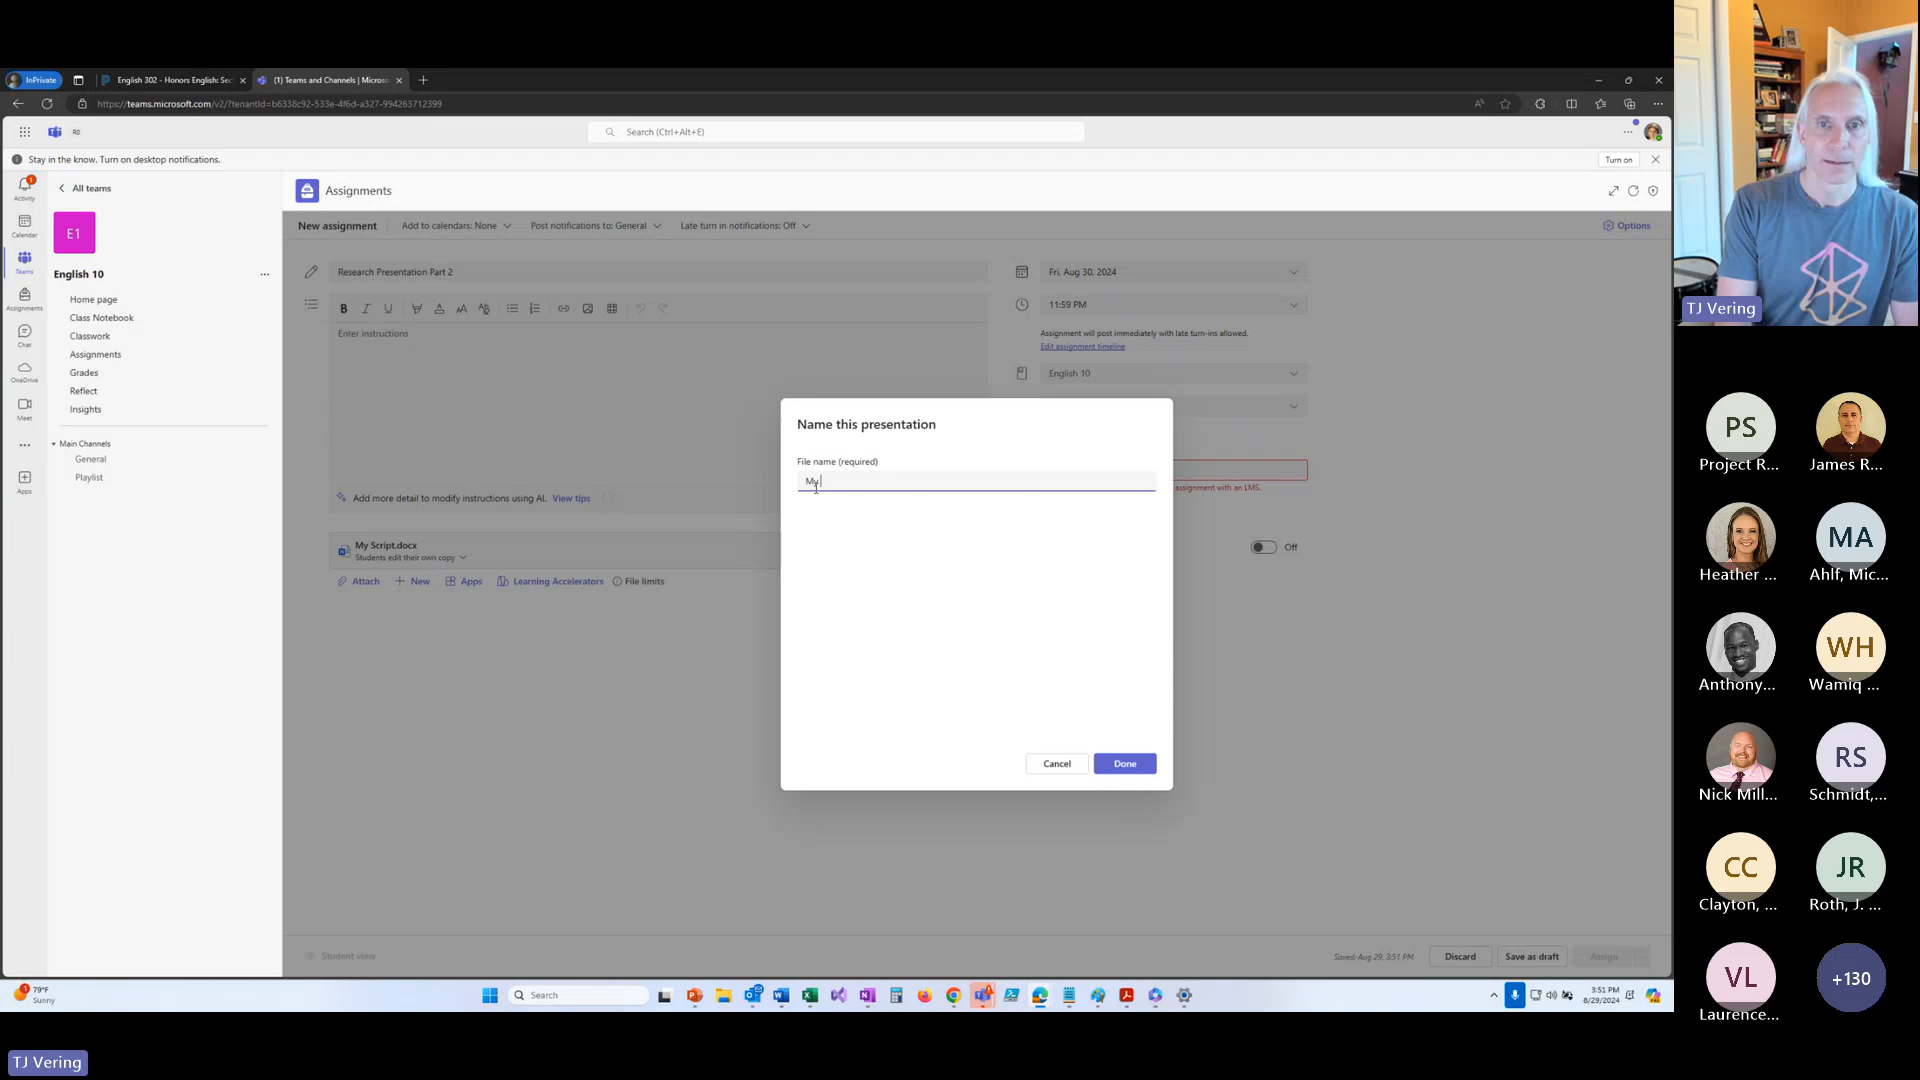 InPrivate
English 302 - Honors English: Sec
(1) Teams and Channels | Microso
https://teams.microsoft.com/v2/?tenantId=b6338c92-533e-4f6d-a327-994263712399
R0
Search (Ctrl+Alt+E)
Stay in the know. Turn on desktop notifications.
Turn on
Activity
Calendar
Teams
Assignments
Chat
OneDrive
Meet
Apps
All teams
E1
English 10
Home page
Class Notebook
Classwork
Assignments
Grades
Reflect
Insights
Main Channels
General
Playlist
Assignments
New assignment
Add to calendars: None
Post notifications to: General
Late turn in notifications: Off
Options
Research Presentation Part 2
Enter instructions
Add more detail to modify instructions using AI. View tips
My Script.docx
Students edit their own copy
Attach
New
Apps
Learning Accelerators
File limits
Fri, Aug 30, 2024
11:59 PM
Assignment will post immediately with late turn-ins allowed.
Edit assignment timeline
English 10
assignment with an LMS.
Off
Name this presentation
File name (required)
My
Cancel
Done
Student view
Saved: Aug 29, 3:51 PM
Discard
Save as draft
Assign
79°F
Sunny
Search
3:51 PM
8/29/2024
TJ Vering
PS
Project R...
James R...
Heather ...
MA
Ahlf, Mic...
Anthony...
WH
Wamiq ...
Nick Mill...
RS
Schmidt,...
CC
Clayton, ...
JR
Roth, J. ...
VL
Laurence...
+130
TJ Vering